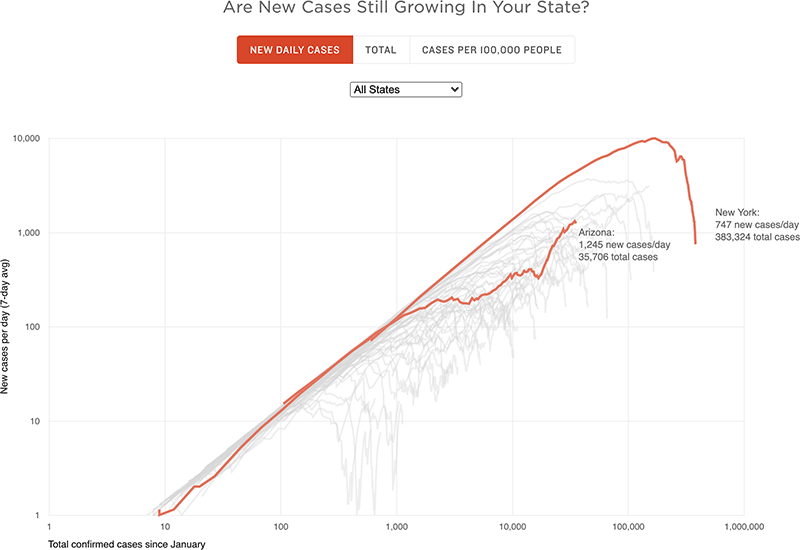 Are New Cases Still Growing In Your State?
NEW DAILY CASES
TOTAL
CASES PER 100,000 PEOPLE
All States
10,000
1,000
100
10
1
New cases per day (7-day avg)
New York:
747 new cases/day
383,324 total cases
Arizona:
1,245 new cases/day
35,706 total cases
1
10
100
1,000
10,000
100,000
1,000,000
Total confirmed cases since January